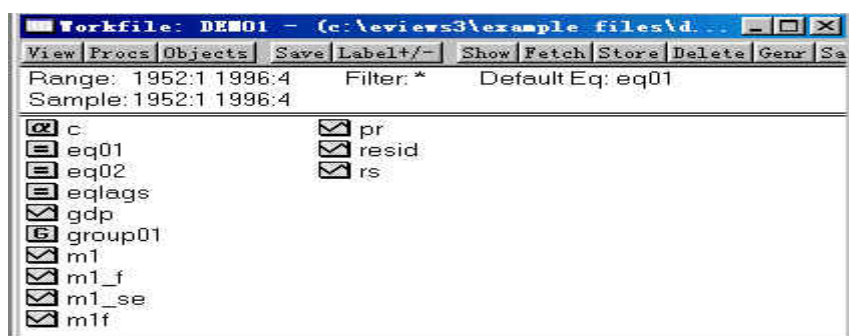 Workfile: DEMO1 - (c:\eviews3\example files\d...
View Procs Objects Save Label+/- Show Fetch Store Delete Genr Sa
Range: 1952:1 1996:4 Filter: * Default Eq: eq01
Sample: 1952:1 1996:4
c
eq01
eq02
eqlags
gdp
G group01
m1
m1_f
m1_se
m1f
pr
resid
rs